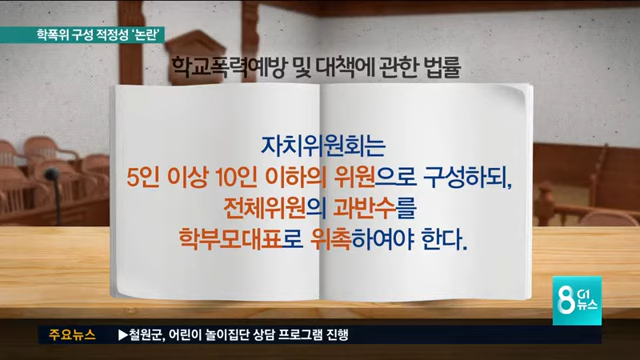 학폭위 구성 적정성 '논란'
학교폭력예방 및 대책에 관한 법률
자치위원회는
5인 이상 10인 이하의 위원으로 구성하되,
전체위원의 과반수를
학부모대표로 위촉하여야 한다.
8 G1 뉴스
주요뉴스 ▶철원군, 어린이 놀이집단 상담 프로그램 진행